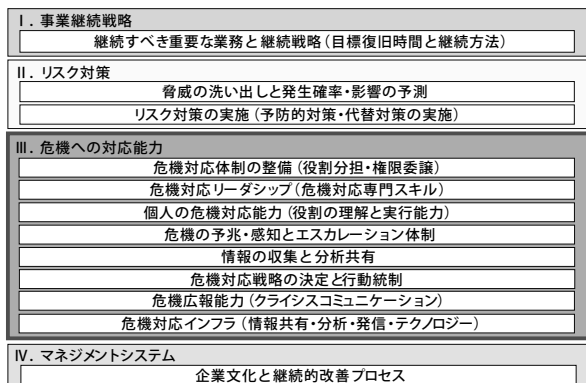 Ⅰ. 事業継続戦略
継続すべき重要な業務と継続戦略（目標復旧時間と継続方法）
Ⅱ. リスク対策
脅威の洗い出しと発生確率・影響の予測
リスク対策の実施（予防的対策・代替対策の実施）
Ⅲ. 危機への対応能力
危機対応体制の整備（役割分担・権限委譲）
危機対応リーダシップ（危機対応専門スキル）
個人の危機対応能力（役割の理解と実行能力）
危機の予兆・感知とエスカレーション体制
情報の収集と分析共有
危機対応戦略の決定と行動統制
危機広報能力（クライシスコミュニケーション）
危機対応インフラ（情報共有・分析・発信・テクノロジー）
Ⅳ. マネジメントシステム
企業文化と継続的改善プロセス